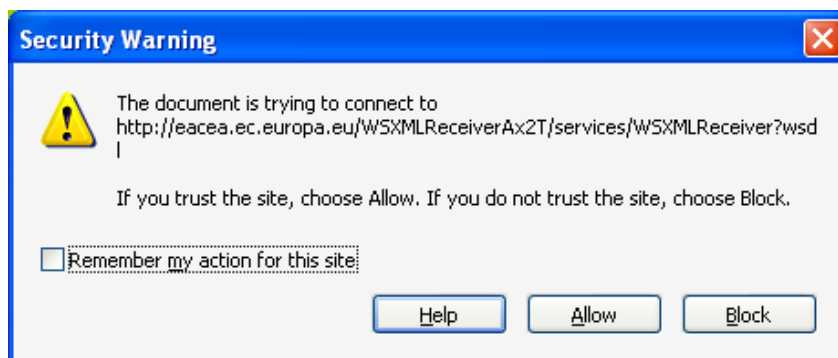 Security Warning
The document is trying to connect to
http://eacea.ec.europa.eu/WSXMLReceiverAx2T/services/WSXMLReceiver?wsd
l
If you trust the site, choose Allow. If you do not trust the site, choose Block.
Remember my action for this site
Help Allow Block